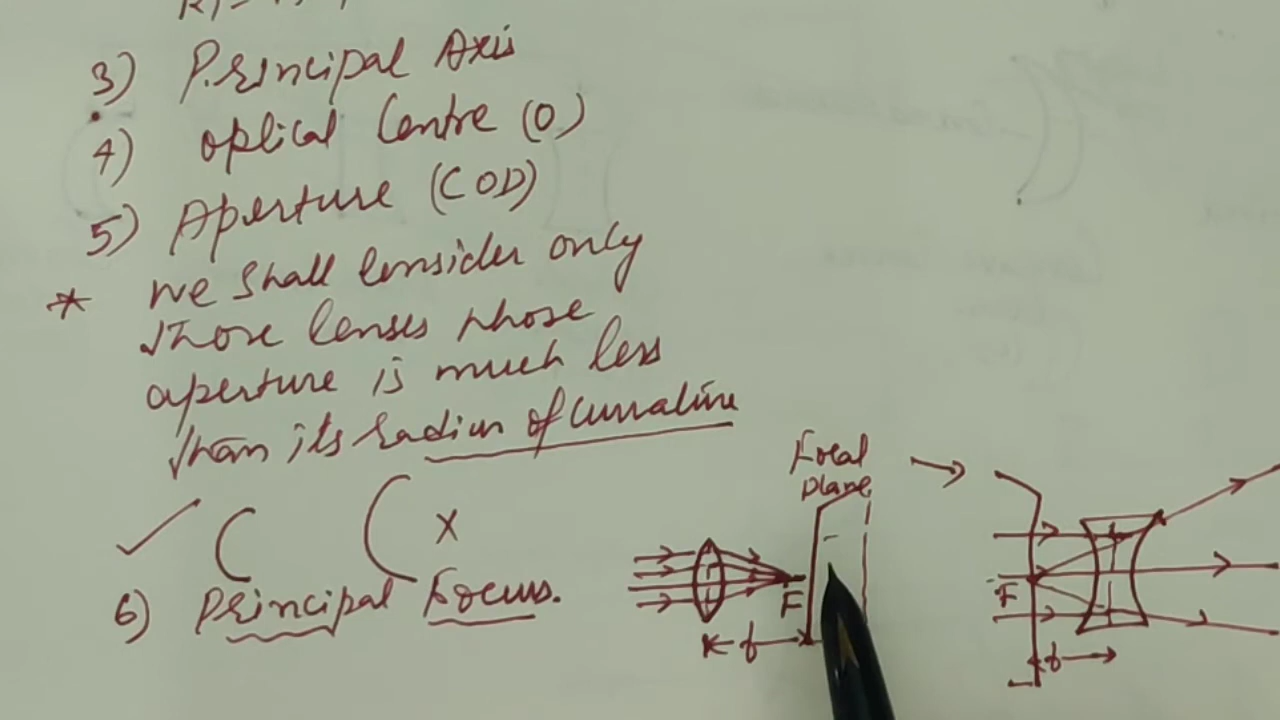 3) Principal Axis
4) Optical Centre (O)
5) Aperture (COD)
* We shall consider only
those lenses whose
aperture is much less
than its radius of curvature
✓ X
6) Principal Focus.
Focal
plane
F
f
F
f